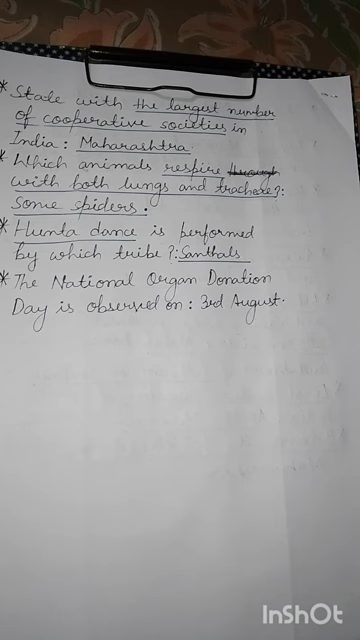 * State with the largest number
of cooperative societies in
India : Maharashtra
* Which animals respire through
with both lungs and tracheae?:
some spiders.
* Hunta dance is performed
by which tribe?: Santhals
* The National Organ Donation
Day is observed on : 3rd August.
InShOt